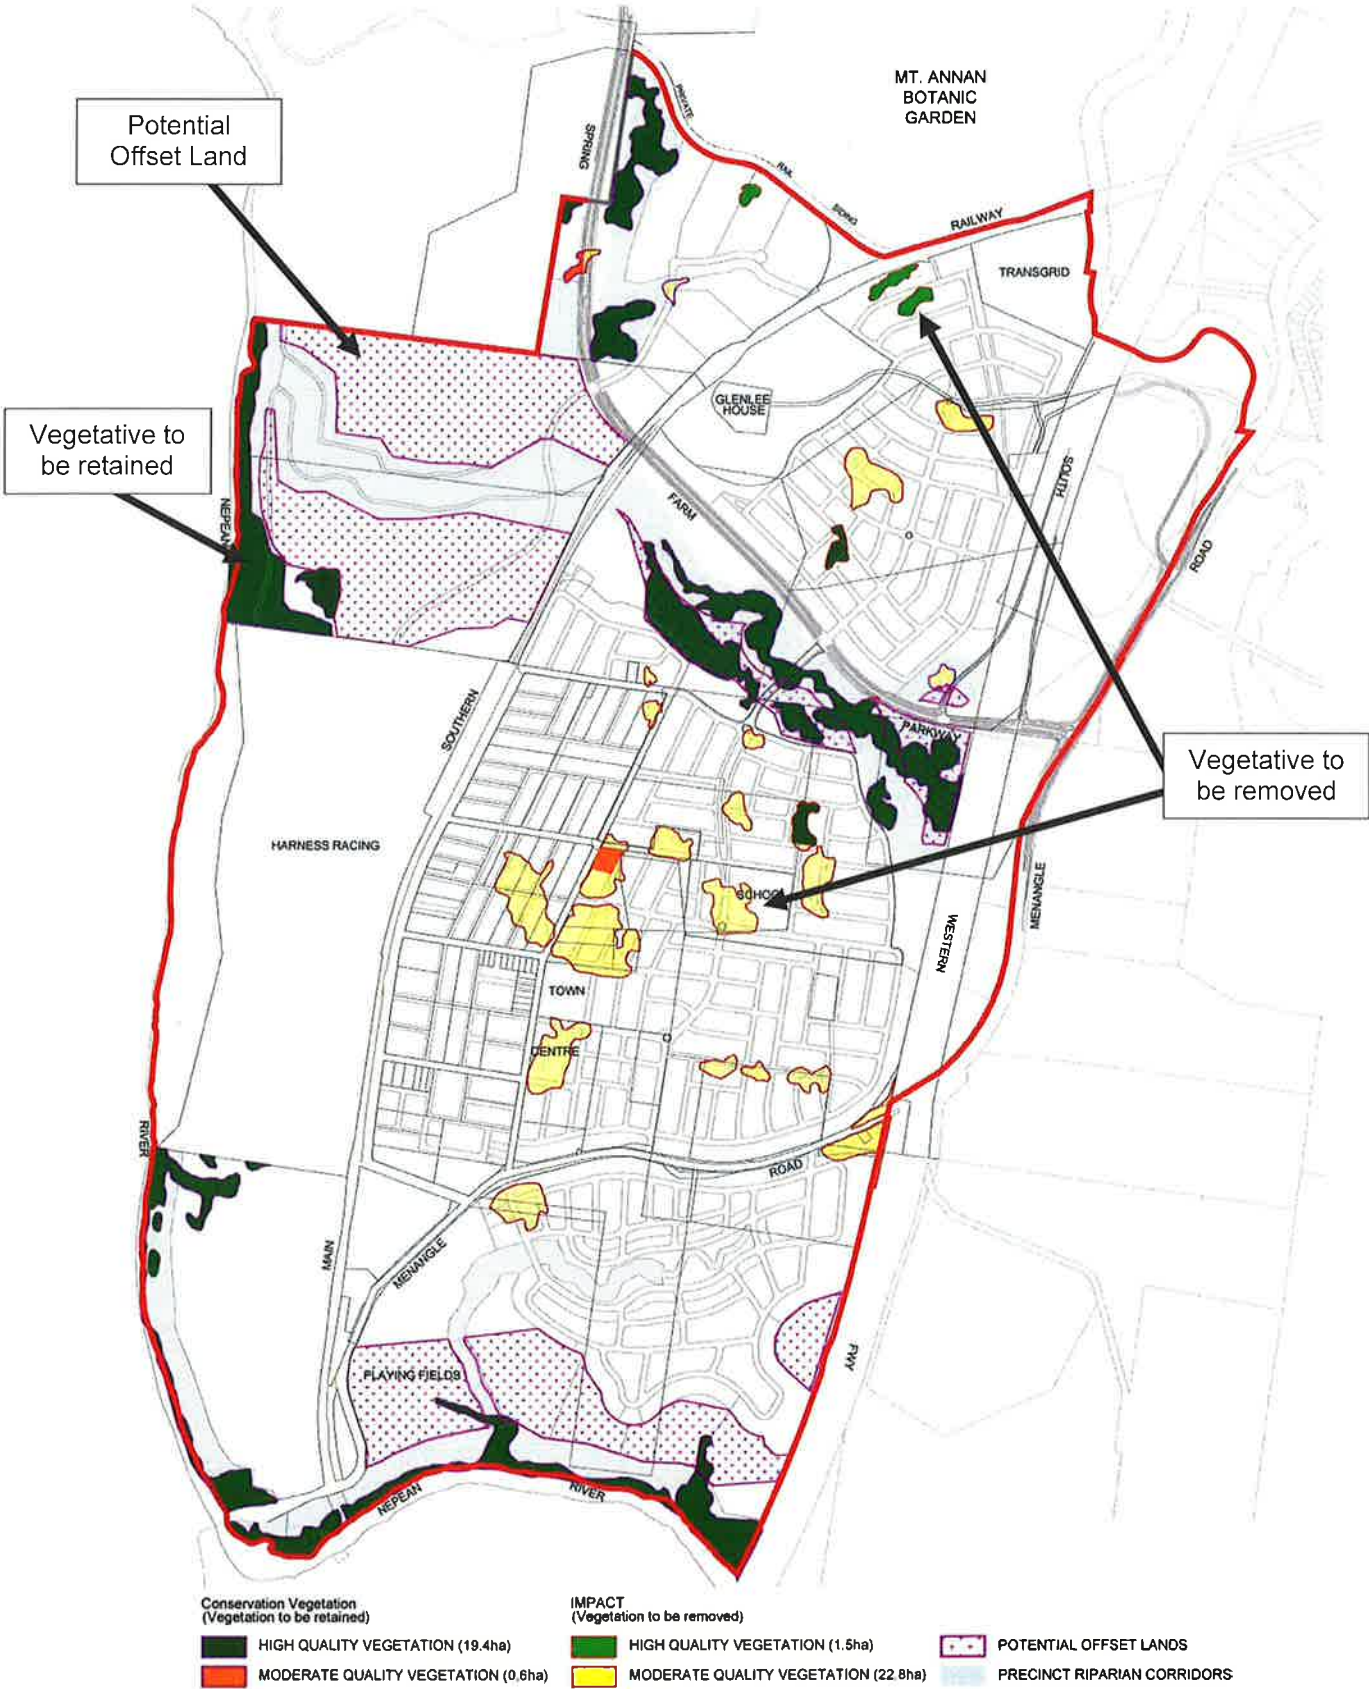 MT. ANNAN
BOTANIC
GARDEN
Potential
Offset Land
SPRING
PRIVATE
RAIL
SIDING
RAILWAY
TRANSGRID
GLENLEE
HOUSE
Vegetative to
be retained
NEPEAN
FARM
SOUTH
ROAD
SOUTHERN
PARKWAY
Vegetative to
be removed
HARNESS RACING
SCHOOL
MENANGLE
WESTERN
TOWN
CENTRE
RIVER
ROAD
MAIN
MENANGLE
FWY
PLAYING FIELDS
NEPEAN
RIVER
Conservation Vegetation
(Vegetation to be retained)
HIGH QUALITY VEGETATION (19.4ha)
MODERATE QUALITY VEGETATION (0.6ha)
IMPACT
(Vegetation to be removed)
HIGH QUALITY VEGETATION (1.5ha)
MODERATE QUALITY VEGETATION (22.8ha)
POTENTIAL OFFSET LANDS
PRECINCT RIPARIAN CORRIDORS